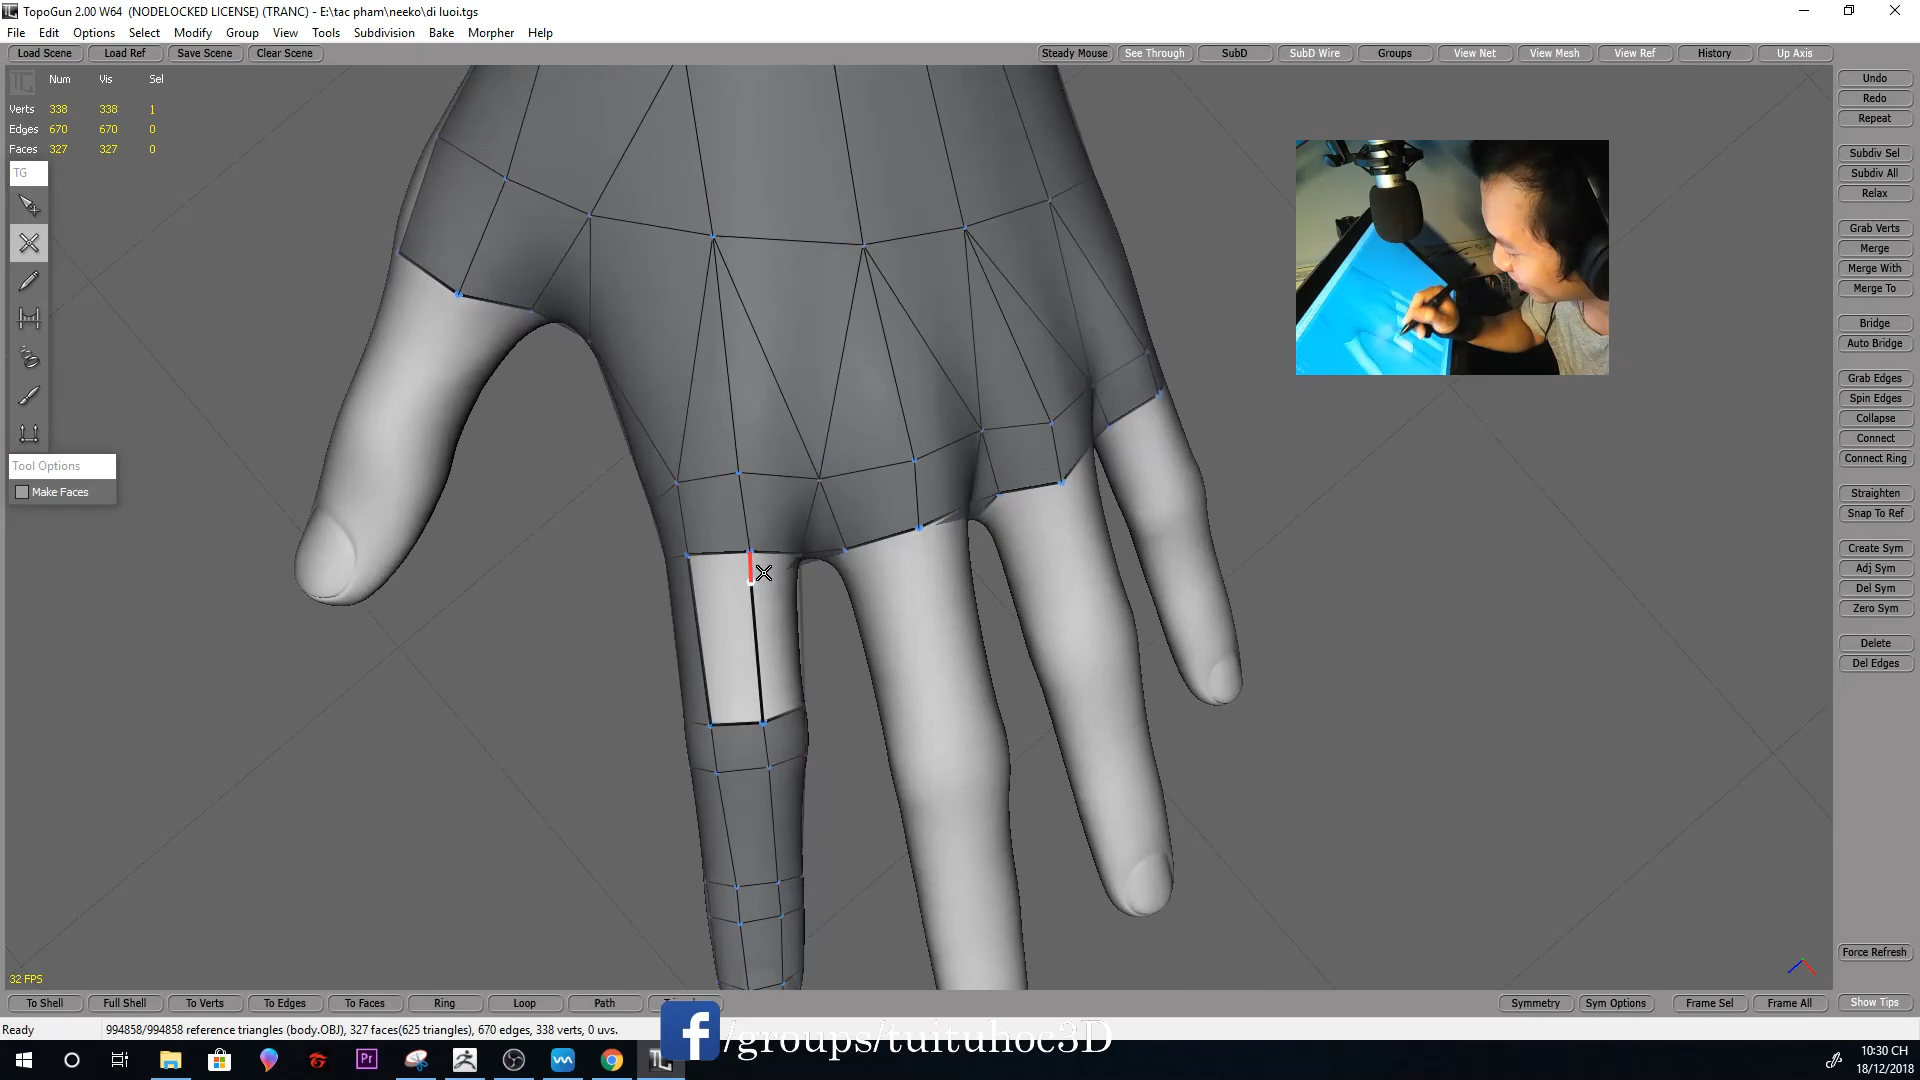 TopoGun 2.00 W64 (NODELOCKED LICENSE) (TRANC) - E:\tac pham\neeko\di luoi.tgs
File Edit Options Select Modify Group View Tools Subdivision Bake Morpher Help
Load Scene Load Ref Save Scene Clear Scene Steady Mouse See Through SubD SubD Wire Groups View Net View Mesh View Ref History Up Axis
Num Vis Sel
Verts 338 338 1
Edges 670 670 0
Faces 327 327 0
TG
Tool Options
Make Faces
Undo
Redo
Repeat
Subdiv Sel
Subdiv All
Relax
Grab Verts
Merge
Merge With
Merge To
Bridge
Auto Bridge
Grab Edges
Spin Edges
Collapse
Connect
Connect Ring
Straighten
Snap To Ref
Create Sym
Adj Sym
Del Sym
Zero Sym
Delete
Del Edges
Force Refresh
32 FPS
To Shell Full Shell To Verts To Edges To Faces Ring Loop Path Symmetry Sym Options Frame Sel Frame All Show Tips
Ready 994858/994858 reference triangles (body.OBJ), 327 faces(625 triangles), 670 edges, 338 verts, 0 uvs.
/groups/tuituhoc3D
10:30 CH
18/12/2018